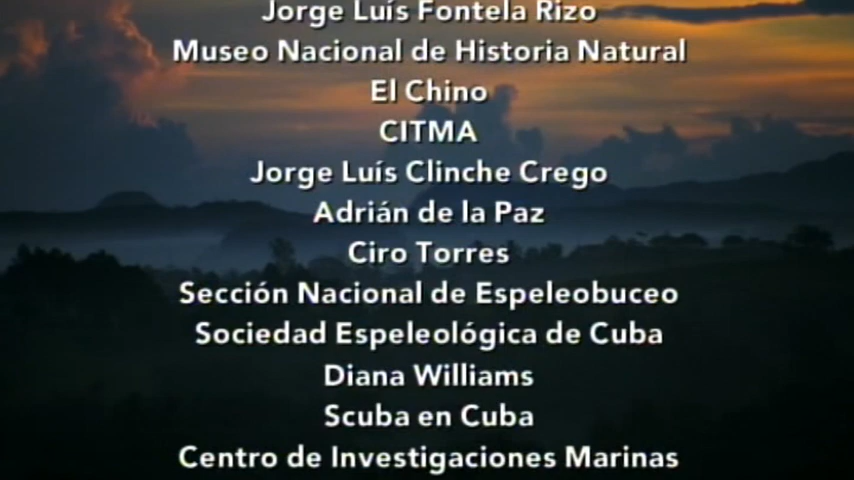 Jorge Luís Fontela Rizo
Museo Nacional de Historia Natural
El Chino
CITMA
Jorge Luís Clinche Crego
Adrián de la Paz
Ciro Torres
Sección Nacional de Espeleobuceo
Sociedad Espeleológica de Cuba
Diana Williams
Scuba en Cuba
Centro de Investigaciones Marinas